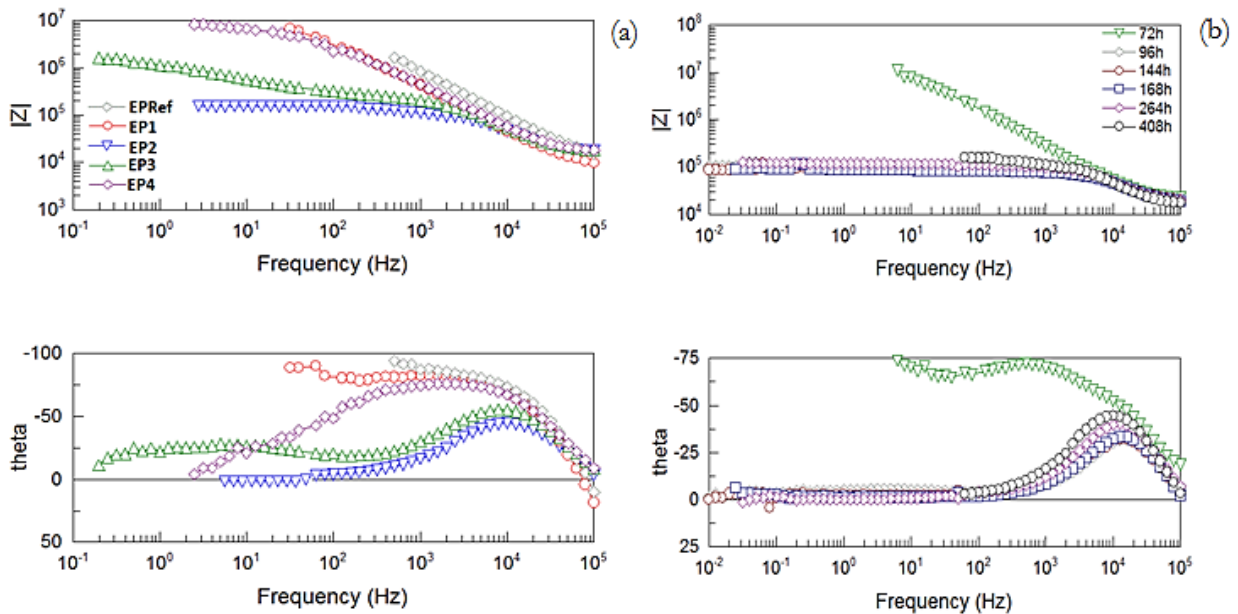 (a)
|Z|
10^7
10^6
10^5
10^4
10^3
EPRef
EP1
EP2
EP3
EP4
10^-1 10^0 10^1 10^2 10^3 10^4 10^5
Frequency (Hz)
(b)
|Z|
10^8
10^7
10^6
10^5
10^4
72h
96h
144h
168h
264h
408h
10^-2 10^-1 10^0 10^1 10^2 10^3 10^4 10^5
Frequency (Hz)
theta
-100
-50
0
50
10^-1 10^0 10^1 10^2 10^3 10^4 10^5
Frequency (Hz)
theta
-75
-50
-25
0
25
10^-2 10^-1 10^0 10^1 10^2 10^3 10^4 10^5
Frequency (Hz)